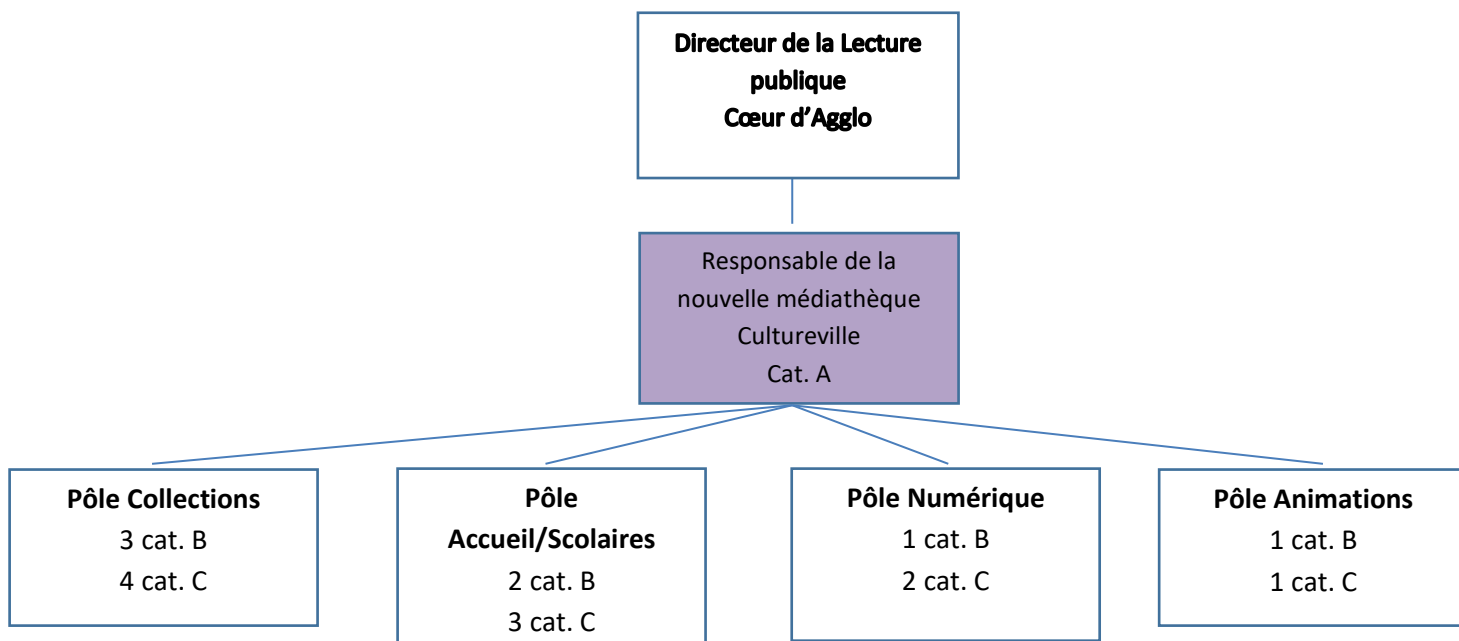 Directeur de la Lecture
publique
Cœur d’Agglo
Responsable de la
nouvelle médiathèque
Cultureville
Cat. A
Pôle Collections
3 cat. B
4 cat. C
Pôle
Accueil/Scolaires
2 cat. B
3 cat. C
Pôle Numérique
1 cat. B
2 cat. C
Pôle Animations
1 cat. B
1 cat. C